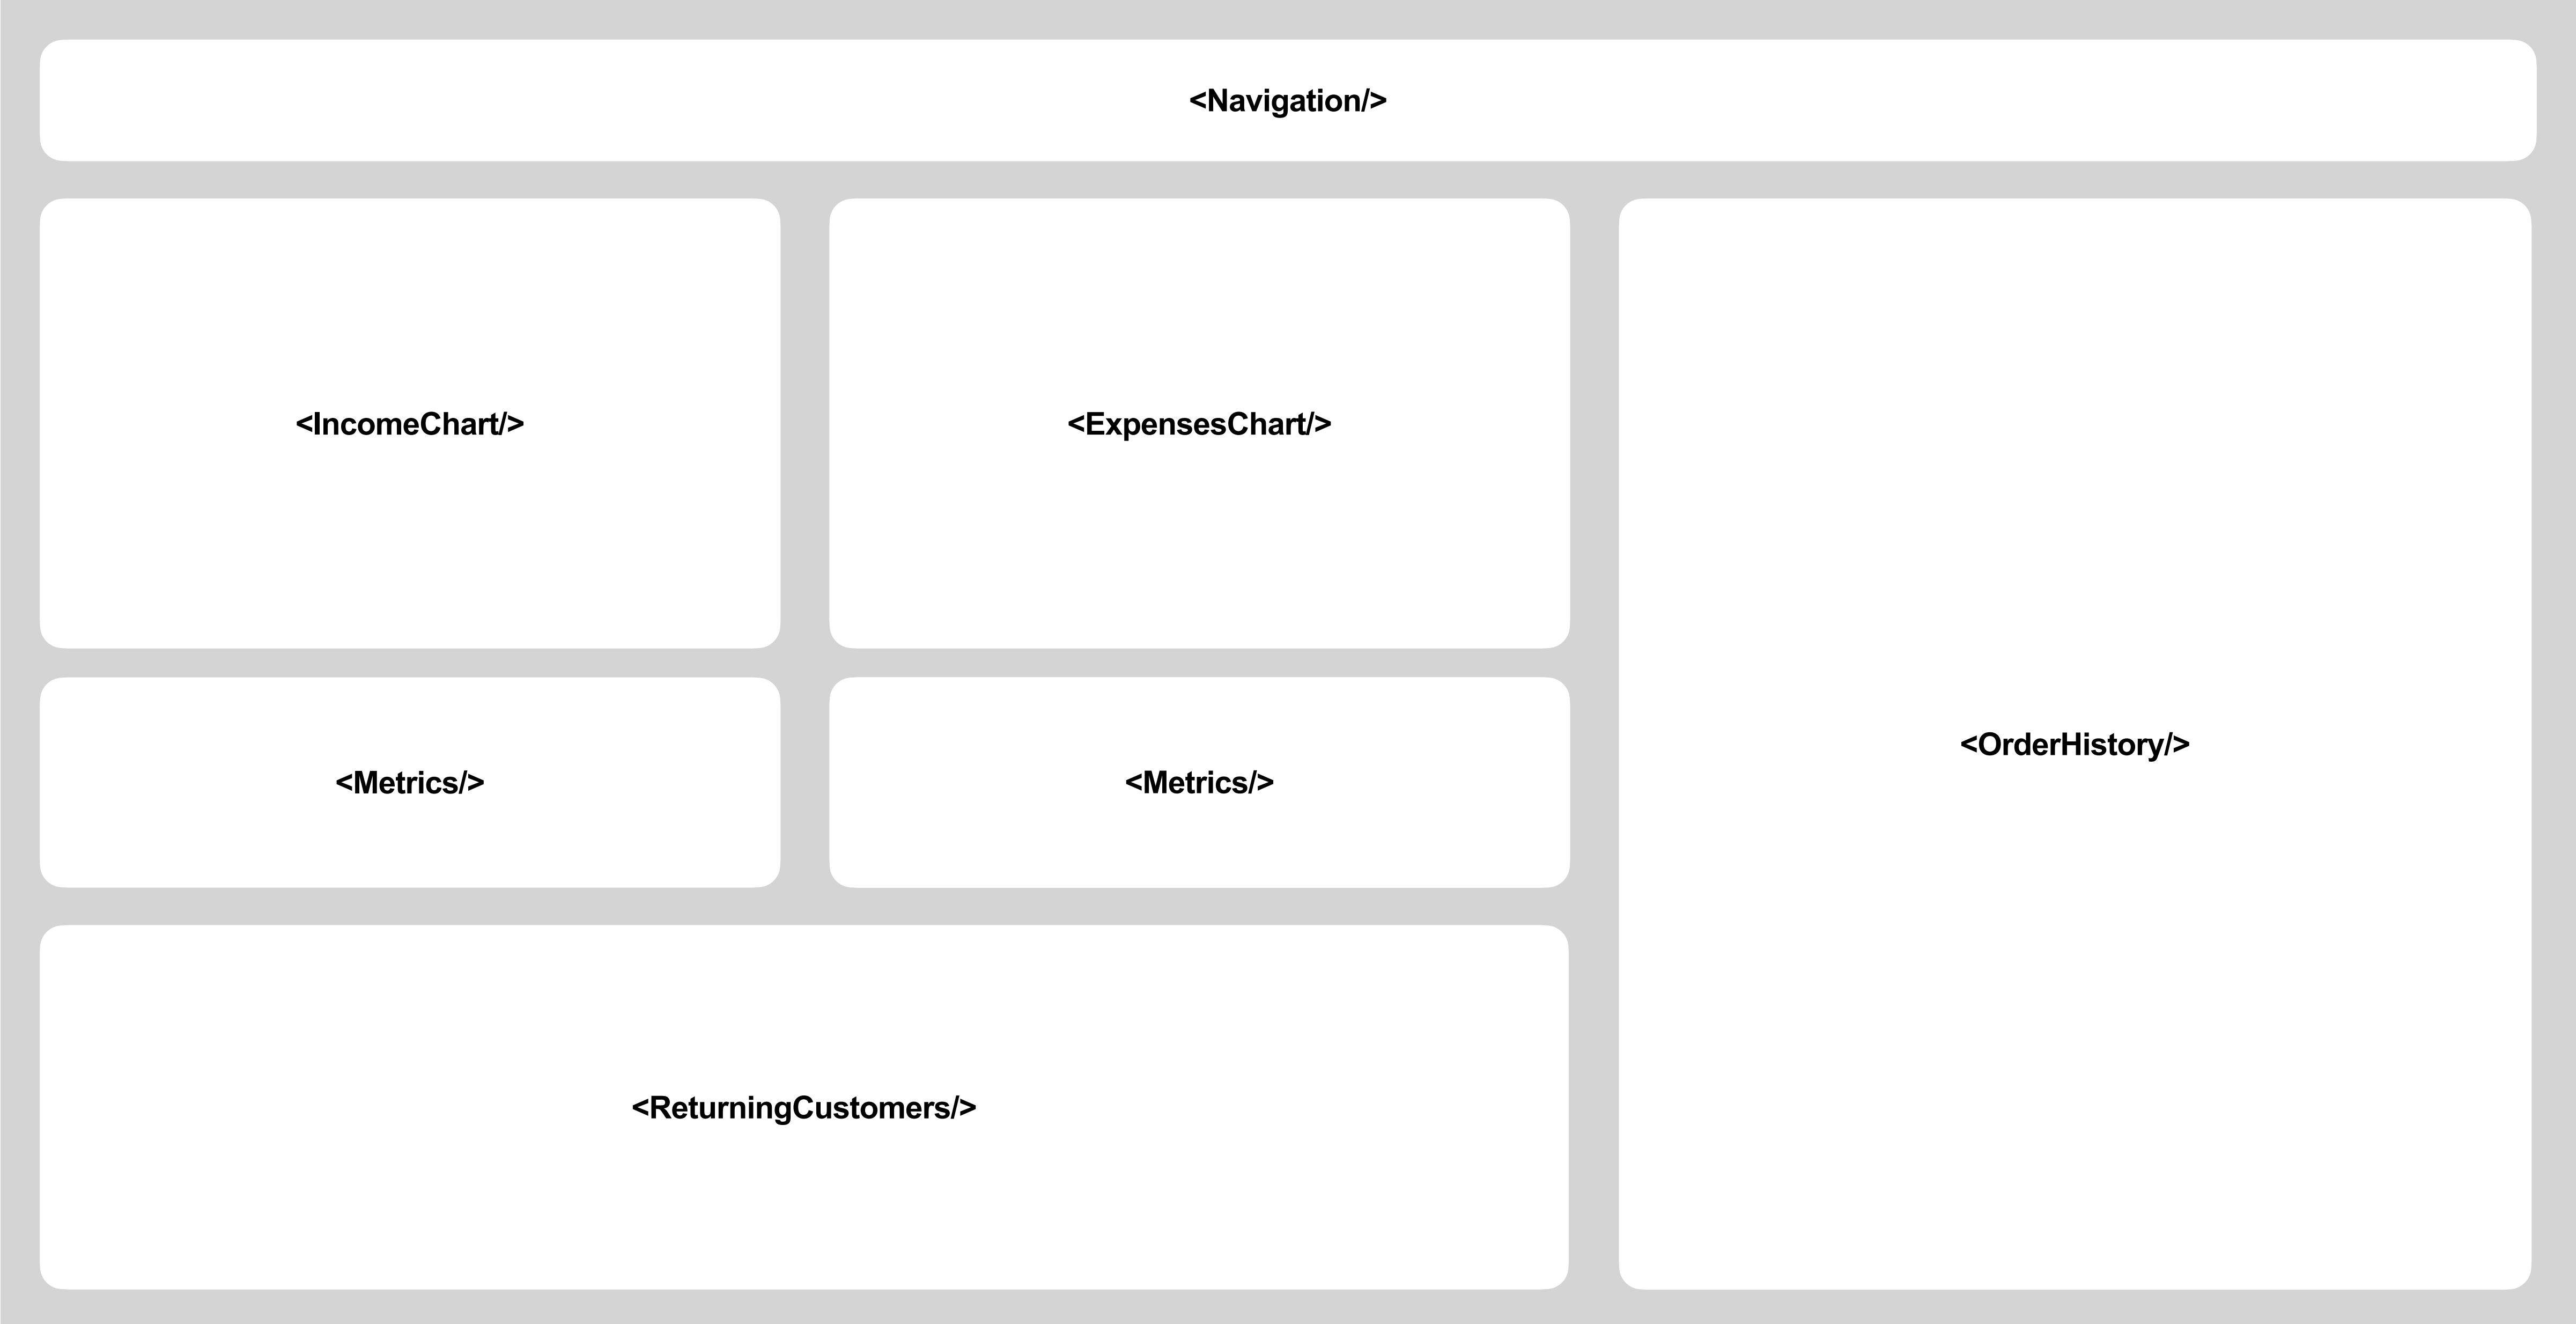 <Navigation/>
<IncomeChart/>
<ExpensesChart/>
<OrderHistory/>
<Metrics/>
<Metrics/>
<ReturningCustomers/>